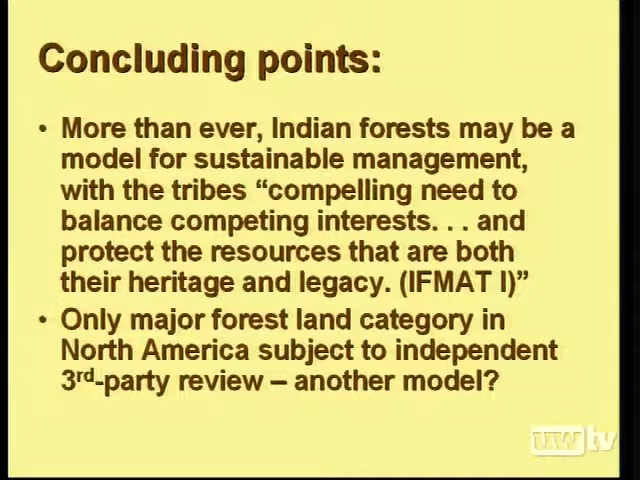 Concluding points:
• More than ever, Indian forests may be a
model for sustainable management,
with the tribes “compelling need to
balance competing interests. . . and
protect the resources that are both
their heritage and legacy. (IFMAT I)”
• Only major forest land category in
North America subject to independent
3rd-party review – another model?
uwtv